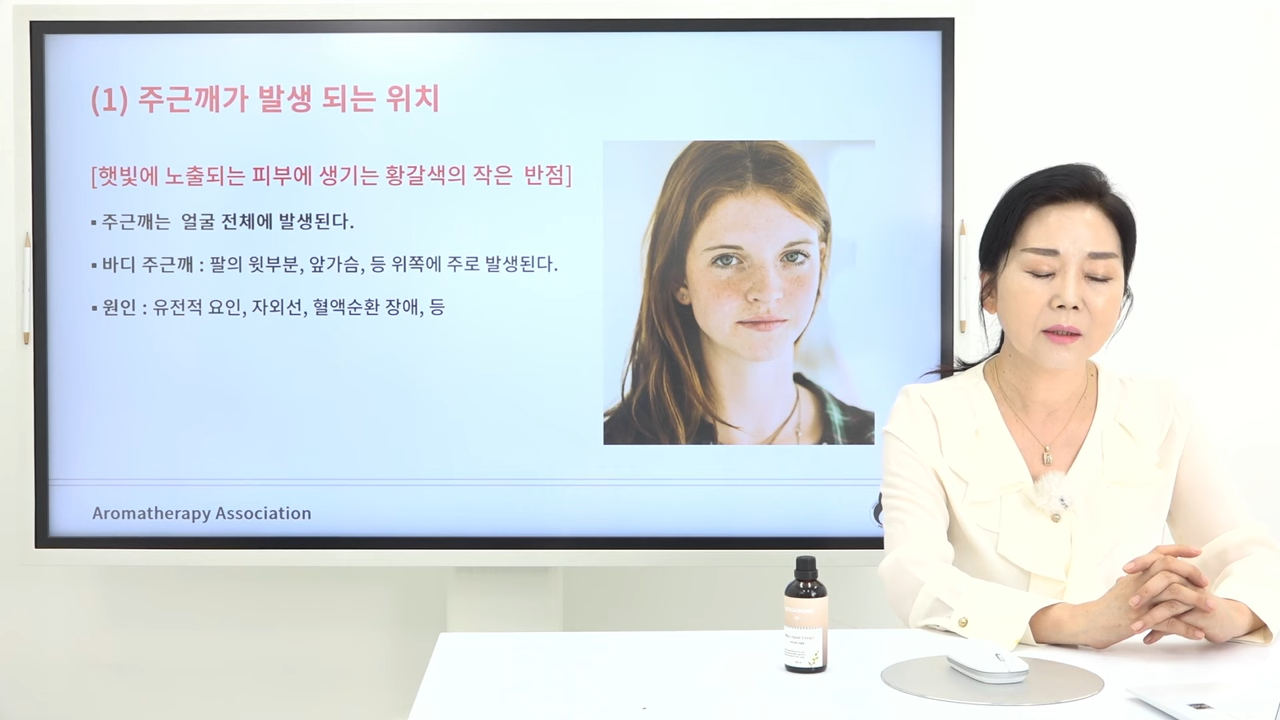 (1) 주근깨가 발생 되는 위치
[햇빛에 노출되는 피부에 생기는 황갈색의 작은 반점]
▪ 주근깨는 얼굴 전체에 발생된다.
▪ 바디 주근깨 : 팔의 윗부분, 앞가슴, 등 위쪽에 주로 발생된다.
▪ 원인 : 유전적 요인, 자외선, 혈액순환 장애, 등
Aromatherapy Association